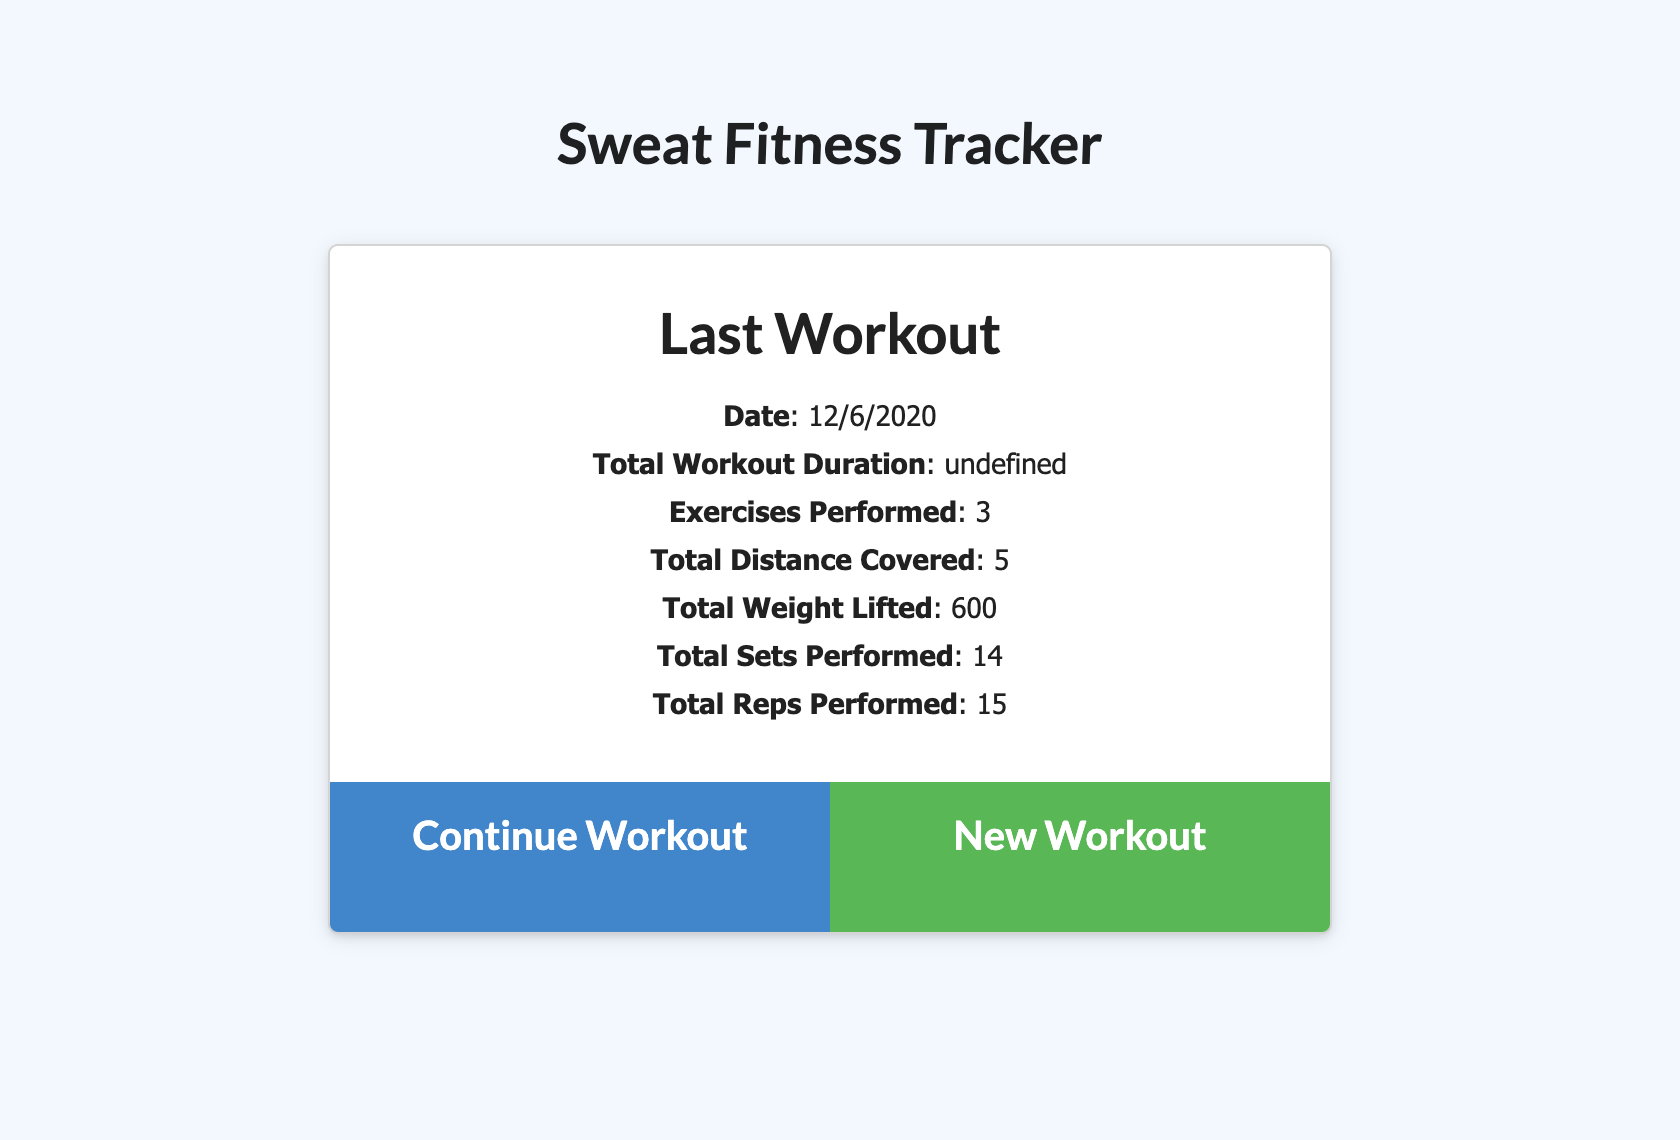 Sweat Fitness Tracker
Last Workout
Date: 12/6/2020
Total Workout Duration: undefined
Exercises Performed: 3
Total Distance Covered: 5
Total Weight Lifted: 600
Total Sets Performed: 14
Total Reps Performed: 15
Continue Workout
New Workout